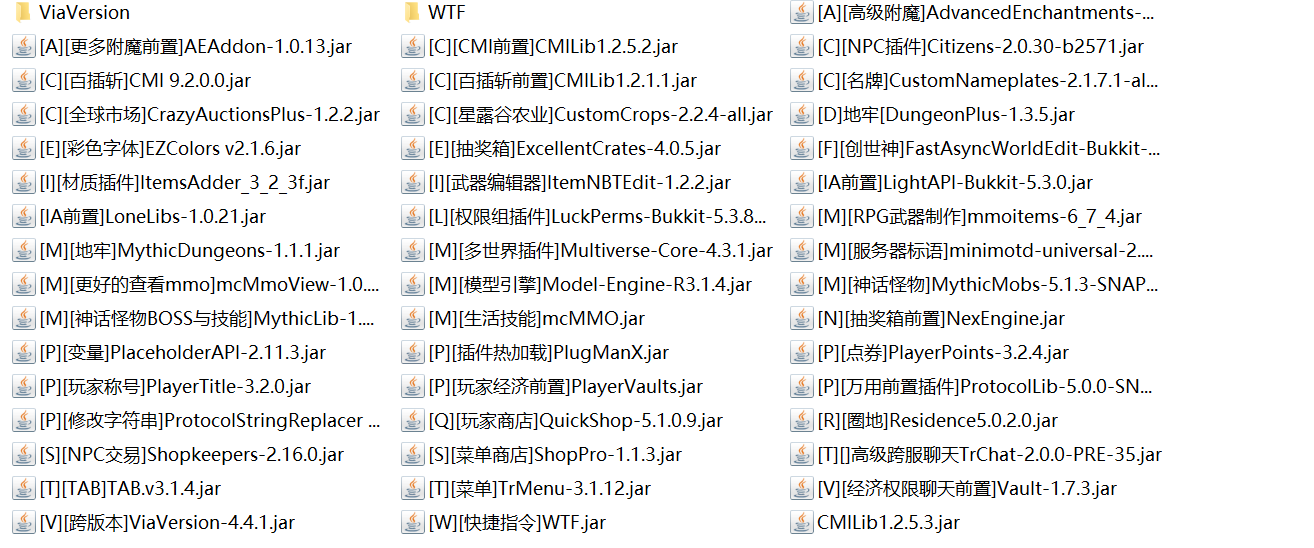 ViaVersion
WTF
[A][高级附魔]AdvancedEnchantments-...
[A][更多附魔前置]AEAddon-1.0.13.jar
[C][CMI前置]CMILib1.2.5.2.jar
[C][NPC插件]Citizens-2.0.30-b2571.jar
[C][百插斩]CMI 9.2.0.0.jar
[C][百插斩前置]CMILib1.2.1.1.jar
[C][名牌]CustomNameplates-2.1.7.1-al...
[C][全球市场]CrazyAuctionsPlus-1.2.2.jar
[C][星露谷农业]CustomCrops-2.2.4-all.jar
[D]地牢[DungeonPlus-1.3.5.jar
[E][彩色字体]EZColors v2.1.6.jar
[E][抽奖箱]ExcellentCrates-4.0.5.jar
[F][创世神]FastAsyncWorldEdit-Bukkit-...
[I][材质插件]ItemsAdder_3_2_3f.jar
[I][武器编辑器]ItemNBTEdit-1.2.2.jar
[IA前置]LightAPI-Bukkit-5.3.0.jar
[IA前置]LoneLibs-1.0.21.jar
[L][权限组插件]LuckPerms-Bukkit-5.3.8...
[M][RPG武器制作]mmoitems-6_7_4.jar
[M][地牢]MythicDungeons-1.1.1.jar
[M][多世界插件]Multiverse-Core-4.3.1.jar
[M][服务器标语]minimotd-universal-2....
[M][更好的查看mmo]mcMmoView-1.0....
[M][模型引擎]Model-Engine-R3.1.4.jar
[M][神话怪物]MythicMobs-5.1.3-SNAP...
[M][神话怪物BOSS与技能]MythicLib-1....
[M][生活技能]mcMMO.jar
[N][抽奖箱前置]NexEngine.jar
[P][变量]PlaceholderAPI-2.11.3.jar
[P][插件热加载]PlugManX.jar
[P][点券]PlayerPoints-3.2.4.jar
[P][玩家称号]PlayerTitle-3.2.0.jar
[P][玩家经济前置]PlayerVaults.jar
[P][万用前置插件]ProtocolLib-5.0.0-SN...
[P][修改字符串]ProtocolStringReplacer ...
[Q][玩家商店]QuickShop-5.1.0.9.jar
[R][圈地]Residence5.0.2.0.jar
[S][NPC交易]Shopkeepers-2.16.0.jar
[S][菜单商店]ShopPro-1.1.3.jar
[T][]高级跨服聊天TrChat-2.0.0-PRE-35.jar
[T][TAB]TAB.v3.1.4.jar
[T][菜单]TrMenu-3.1.12.jar
[V][经济权限聊天前置]Vault-1.7.3.jar
[V][跨版本]ViaVersion-4.4.1.jar
[W][快捷指令]WTF.jar
CMILib1.2.5.3.jar